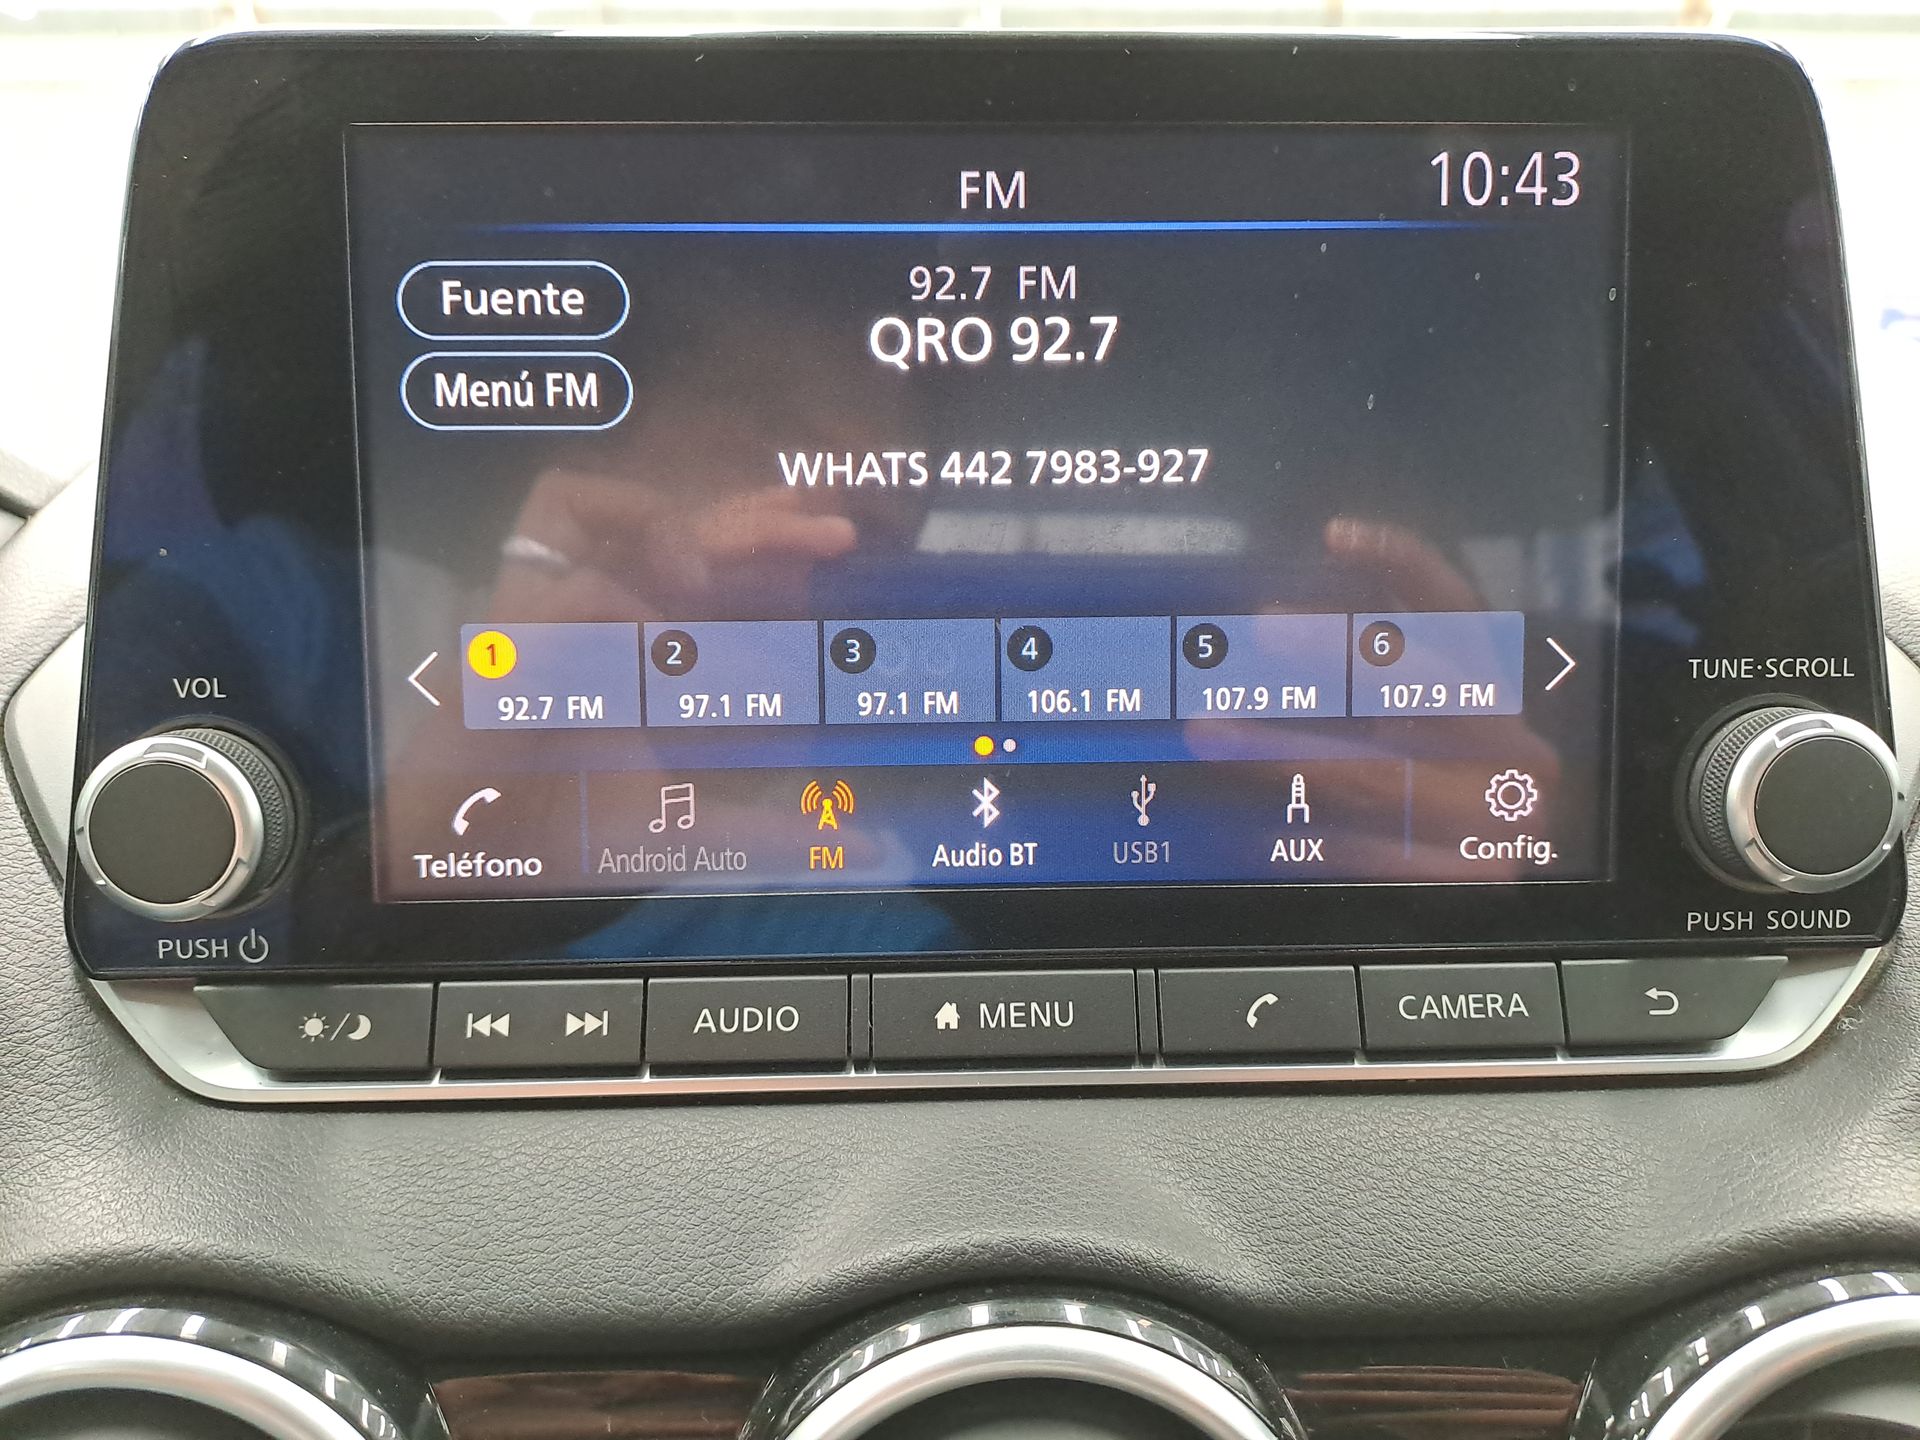 FM
10:43
Fuente
92.7 FM
QRO 92.7
Menú FM
WHATS 442 7983-927
1
2
3
4
5
6
92.7 FM
97.1 FM
97.1 FM
106.1 FM
107.9 FM
107.9 FM
Teléfono
Android Auto
FM
Audio BT
USB1
AUX
Config.
VOL
PUSH
TUNE·SCROLL
PUSH SOUND
AUDIO
MENU
CAMERA